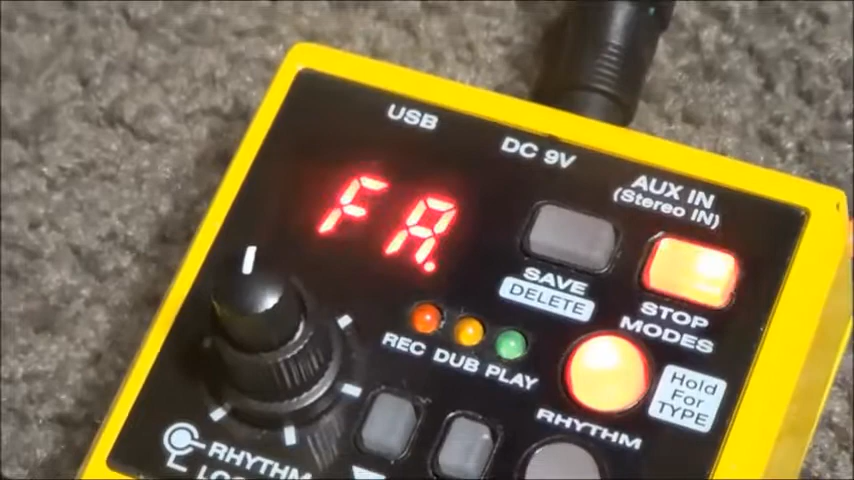 USB
DC 9V
AUX IN
(Stereo IN)
FA.
SAVE
DELETE
STOP
MODES
REC DUB PLAY
Hold
For
TYPE
RHYTHM
RHYTHM